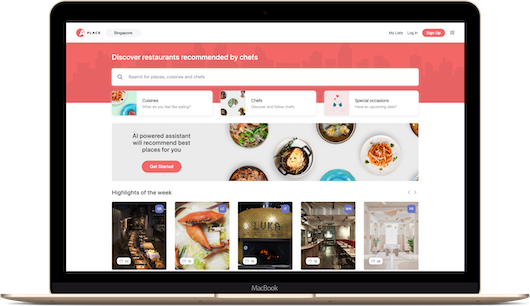 PLACE
Singapore
My Lists
Log In
Sign Up
Discover restaurants recommended by chefs
Search for places, cuisines and chefs
Cuisines
What do you feel like eating?
Chefs
Discover and follow chefs
Special occasions
Have an upcoming date?
AI powered assistant
will recommend best
places for you
Get Started
Highlights of the week
LUKA
MacBook